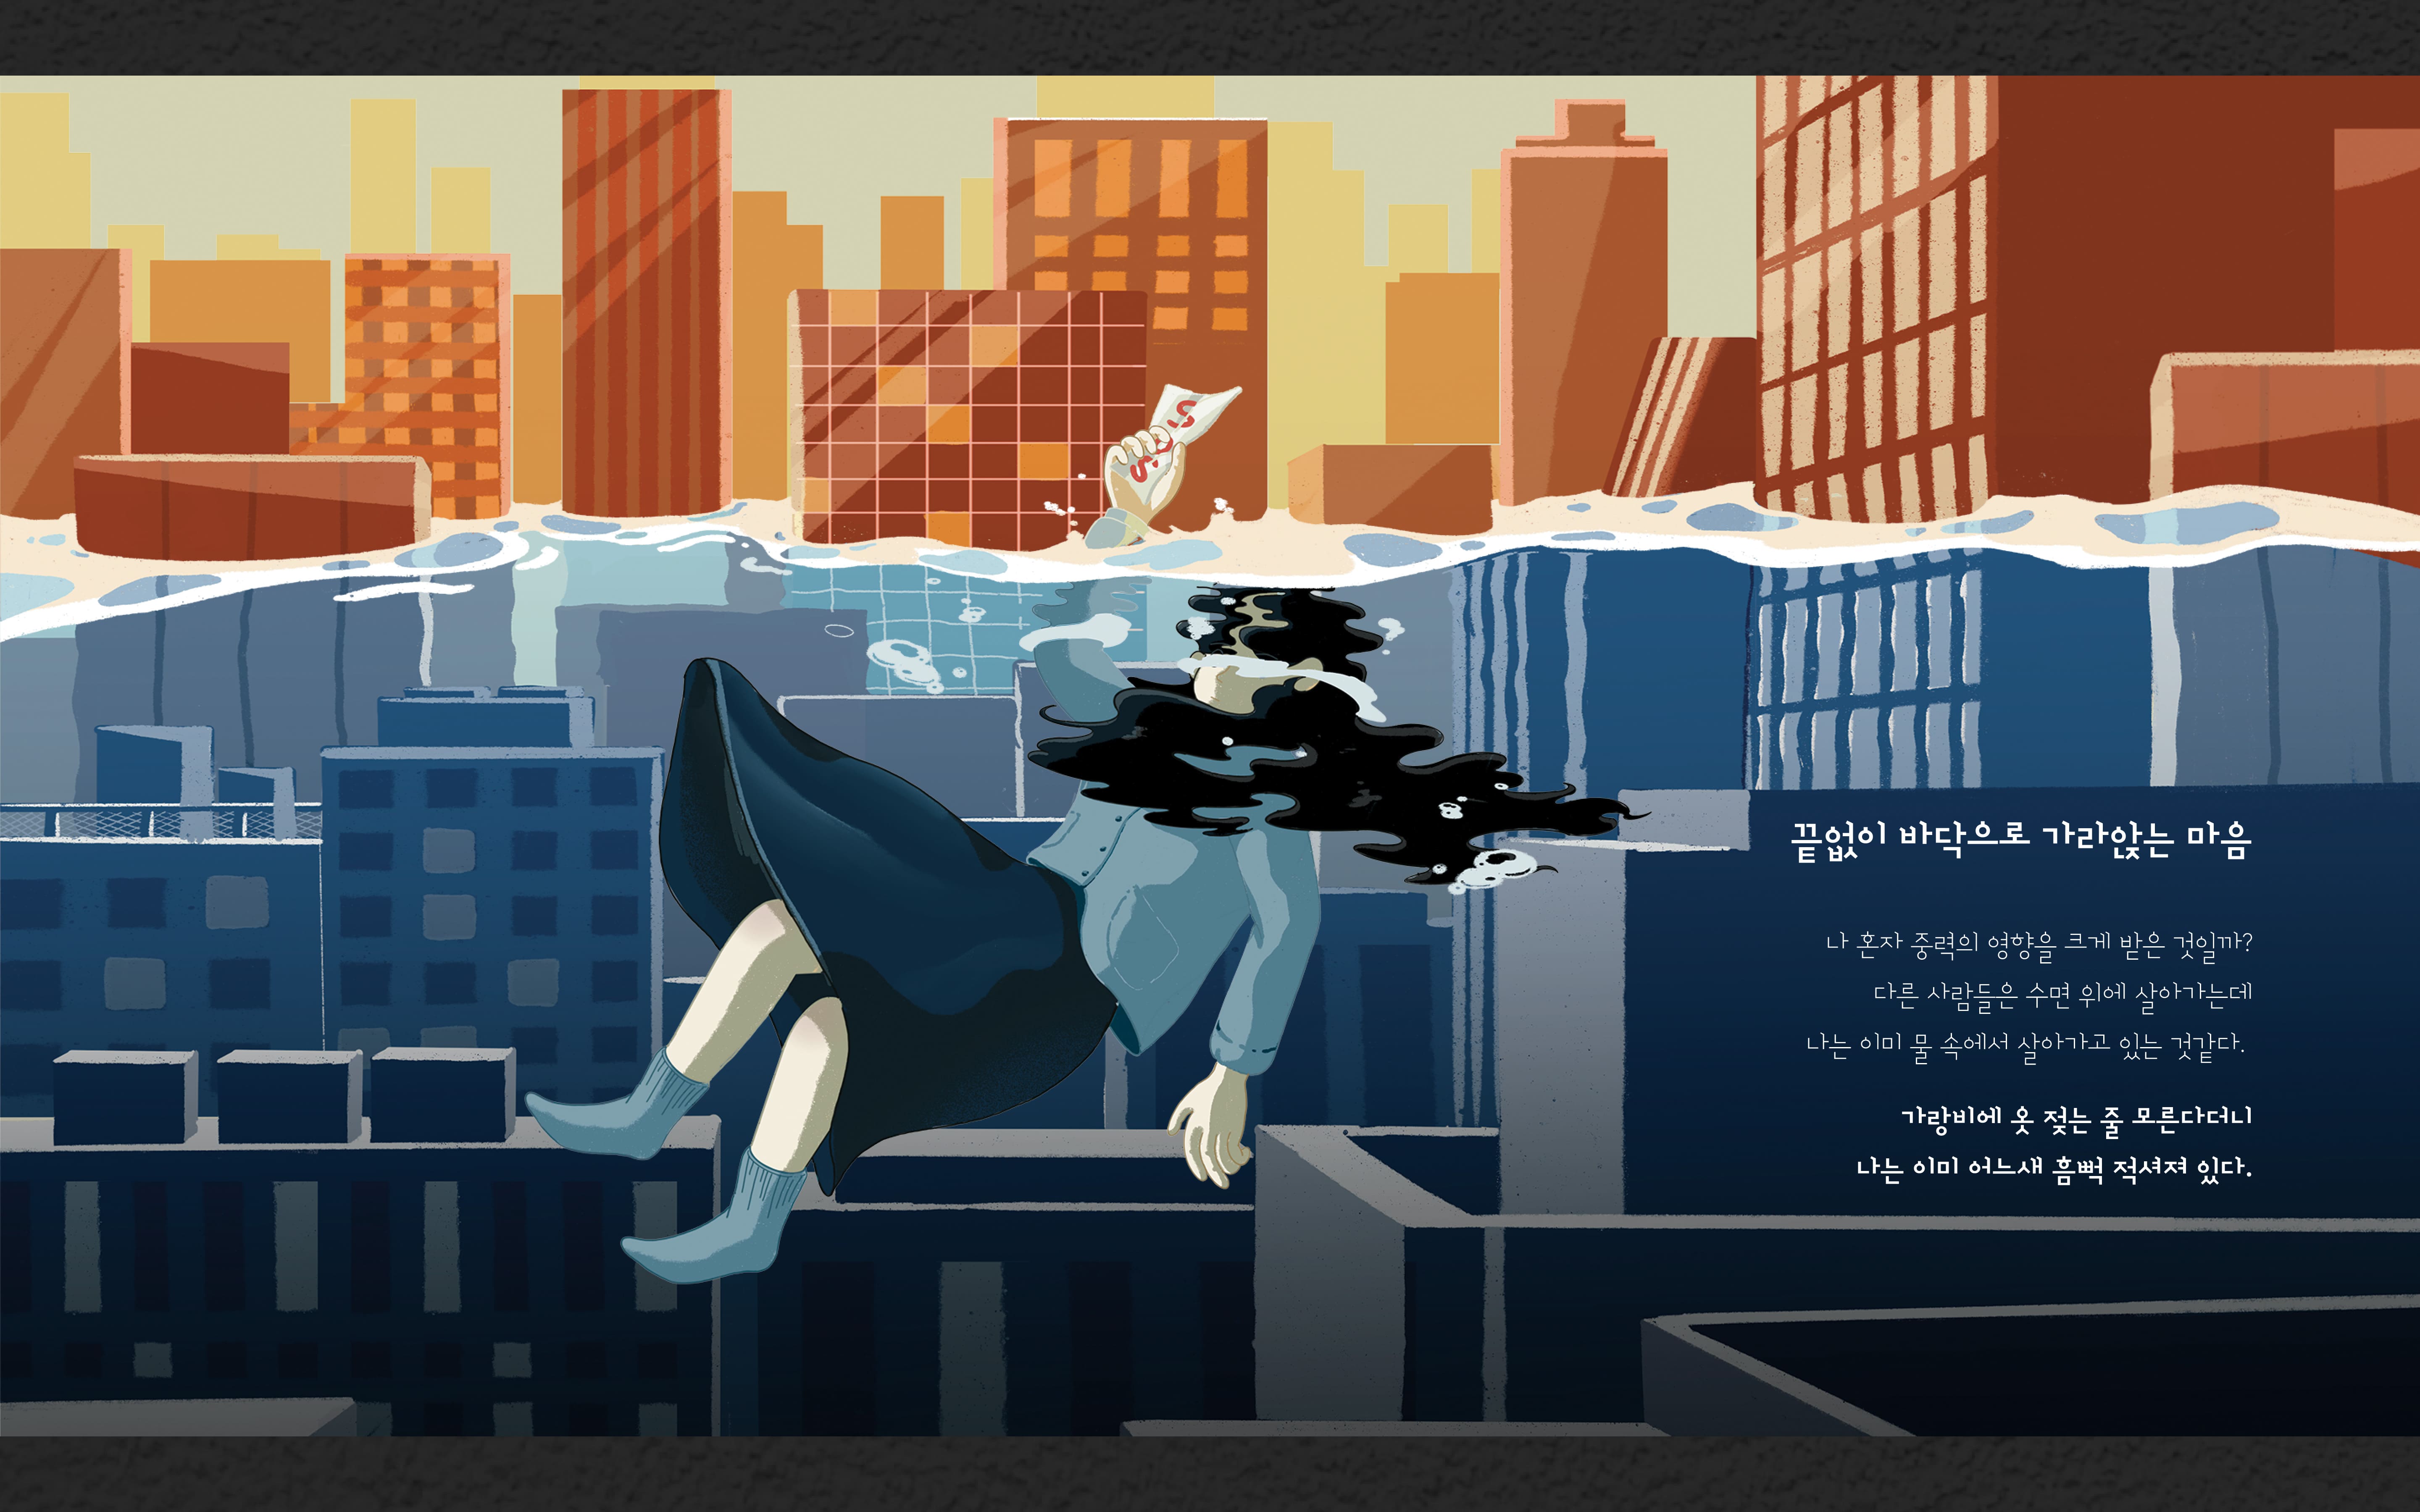 S.O.S
끝없이 바닥으로 가라앉는 마음
나 혼자 중력의 영향을 크게 받은 것일까?
다른 사람들은 수면 위에 살아가는데
나는 이미 물 속에서 살아가고 있는 것같다.
가랑비에 옷 젖는 줄 모른다더니
나는 이미 어느새 흠뻑 적셔져 있다.